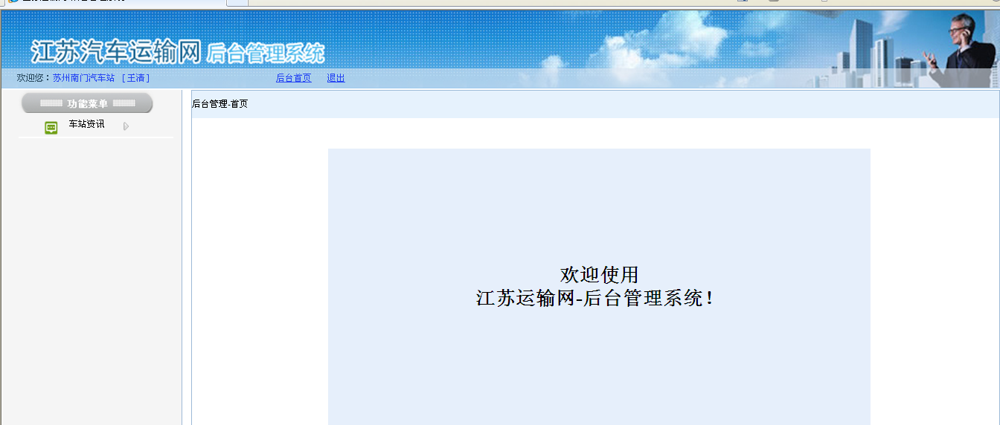 江苏汽车运输网 后台管理系统
欢迎您：苏州南门汽车站 [王清] 后台首页 退出
功能菜单
车站资讯
后台管理-首页
欢迎使用
江苏运输网-后台管理系统！